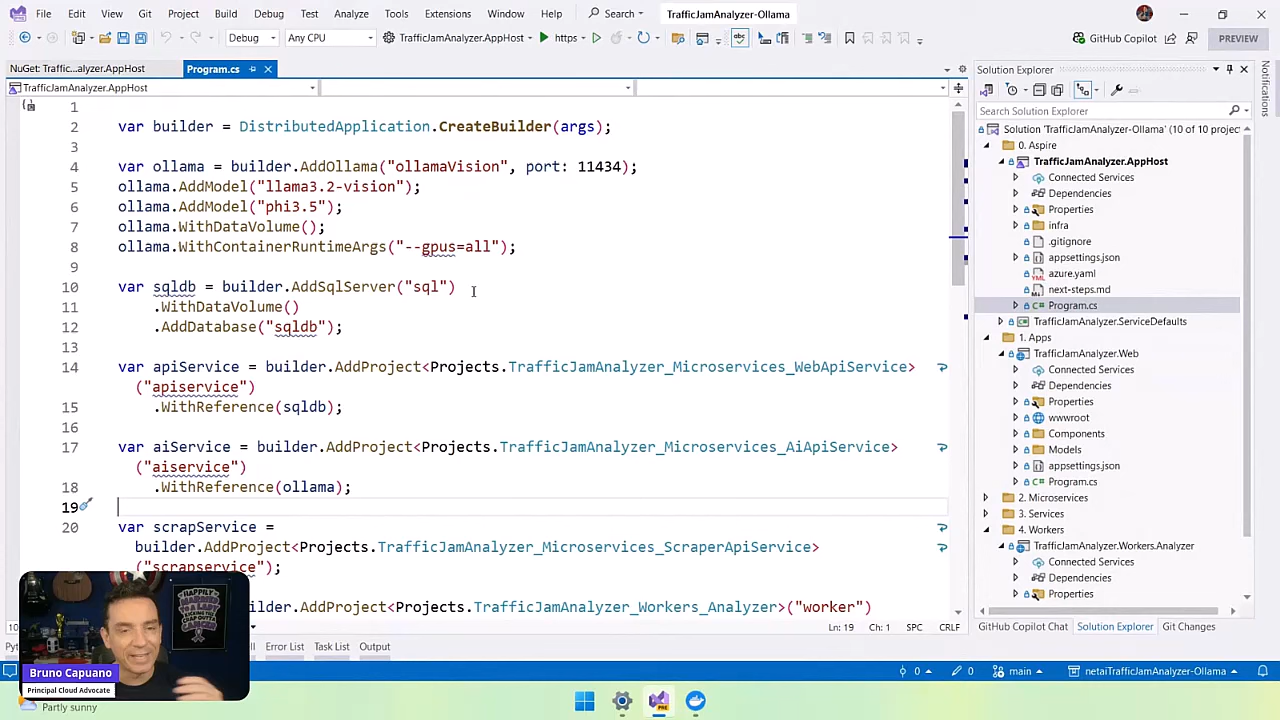 File Edit View Git Project Build Debug Test Analyze Tools Extensions Window Help Search TrafficJamAnalyzer-Ollama
Debug Any CPU TrafficJamAnalyzer.AppHost https GitHub Copilot PREVIEW
NuGet: Traffic...alyzer.AppHost Program.cs
TrafficJamAnalyzer.AppHost
1
2 var builder = DistributedApplication.CreateBuilder(args);
3
4 var ollama = builder.AddOllama("ollamaVision", port: 11434);
5 ollama.AddModel("llama3.2-vision");
6 ollama.AddModel("phi3.5");
7 ollama.WithDataVolume();
8 ollama.WithContainerRuntimeArgs("--gpus=all");
9
10 var sqldb = builder.AddSqlServer("sql")
11 .WithDataVolume()
12 .AddDatabase("sqldb");
13
14 var apiService = builder.AddProject<Projects.TrafficJamAnalyzer_Microservices_WebApiService>
("apiservice")
15 .WithReference(sqldb);
16
17 var aiService = builder.AddProject<Projects.TrafficJamAnalyzer_Microservices_AiApiService>
("aiservice")
18 .WithReference(ollama);
19
20 var scrapService =
builder.AddProject<Projects.TrafficJamAnalyzer_Microservices_ScraperApiService>
("scrapservice");
ilder.AddProject<Projects.TrafficJamAnalyzer_Workers_Analyzer>("worker")
Ln: 19 Ch: 1 SPC CRLF
Error List Task List Output
Solution Explorer
Search Solution Explorer
Solution 'TrafficJamAnalyzer-Ollama' (10 of 10 projec
0. Aspire
TrafficJamAnalyzer.AppHost
Connected Services
Dependencies
Properties
infra
.gitignore
appsettings.json
azure.yaml
next-steps.md
Program.cs
TrafficJamAnalyzer.ServiceDefaults
1. Apps
TrafficJamAnalyzer.Web
Connected Services
Dependencies
Properties
wwwroot
Components
Models
appsettings.json
Program.cs
2. Microservices
3. Services
4. Workers
TrafficJamAnalyzer.Workers.Analyzer
Connected Services
Dependencies
Properties
GitHub Copilot Chat Solution Explorer Git Changes
Notifications
0 0 main netaiTrafficJamAnalyzer-Ollama
Bruno Capuano
Principal Cloud Advocate
Partly sunny